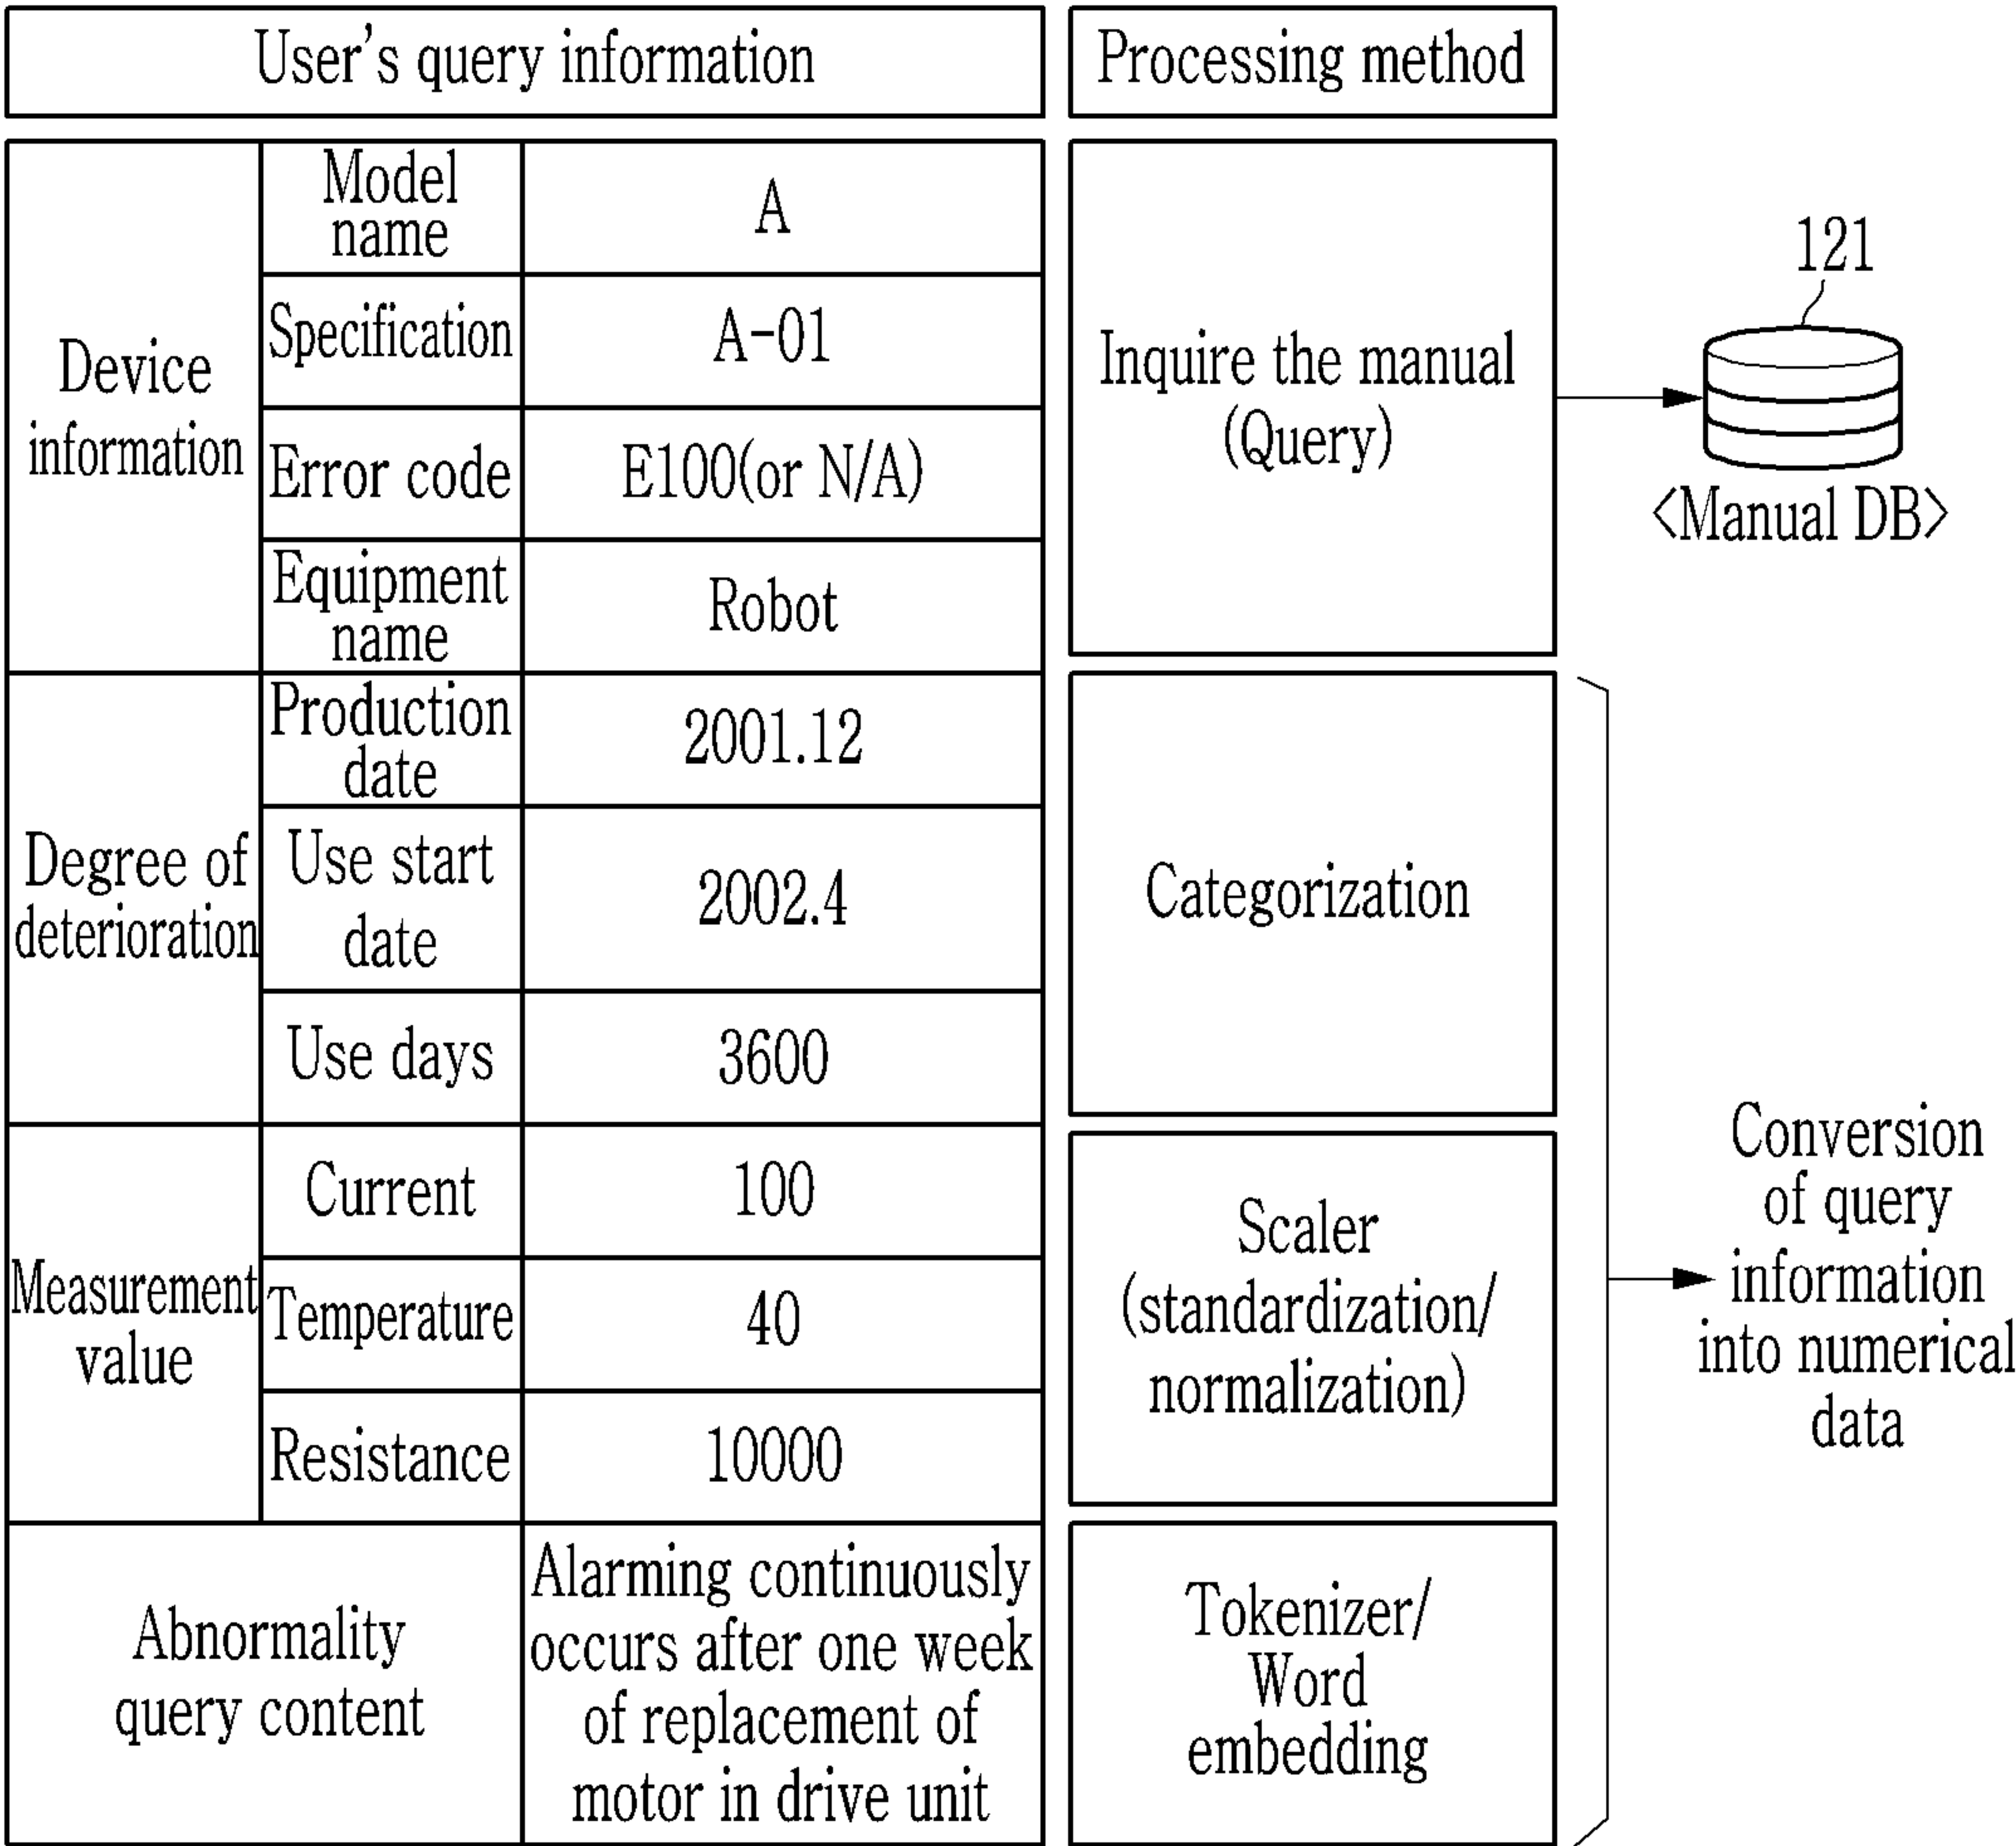 User's query information
Processing method
Device
information
Model
name
A
Specification
A-01
Error code
E100(or N/A)
Equipment
name
Robot
Inquire the manual
(Query)
121
<Manual DB>
Degree of
deterioration
Production
date
2001.12
Use start
date
2002.4
Use days
3600
Categorization
Measurement
value
Current
100
Temperature
40
Resistance
10000
Scaler
(standardization/
normalization)
Abnormality
query content
Alarming continuously
occurs after one week
of replacement of
motor in drive unit
Tokenizer/
Word
embedding
Conversion
of query
information
into numerical
data